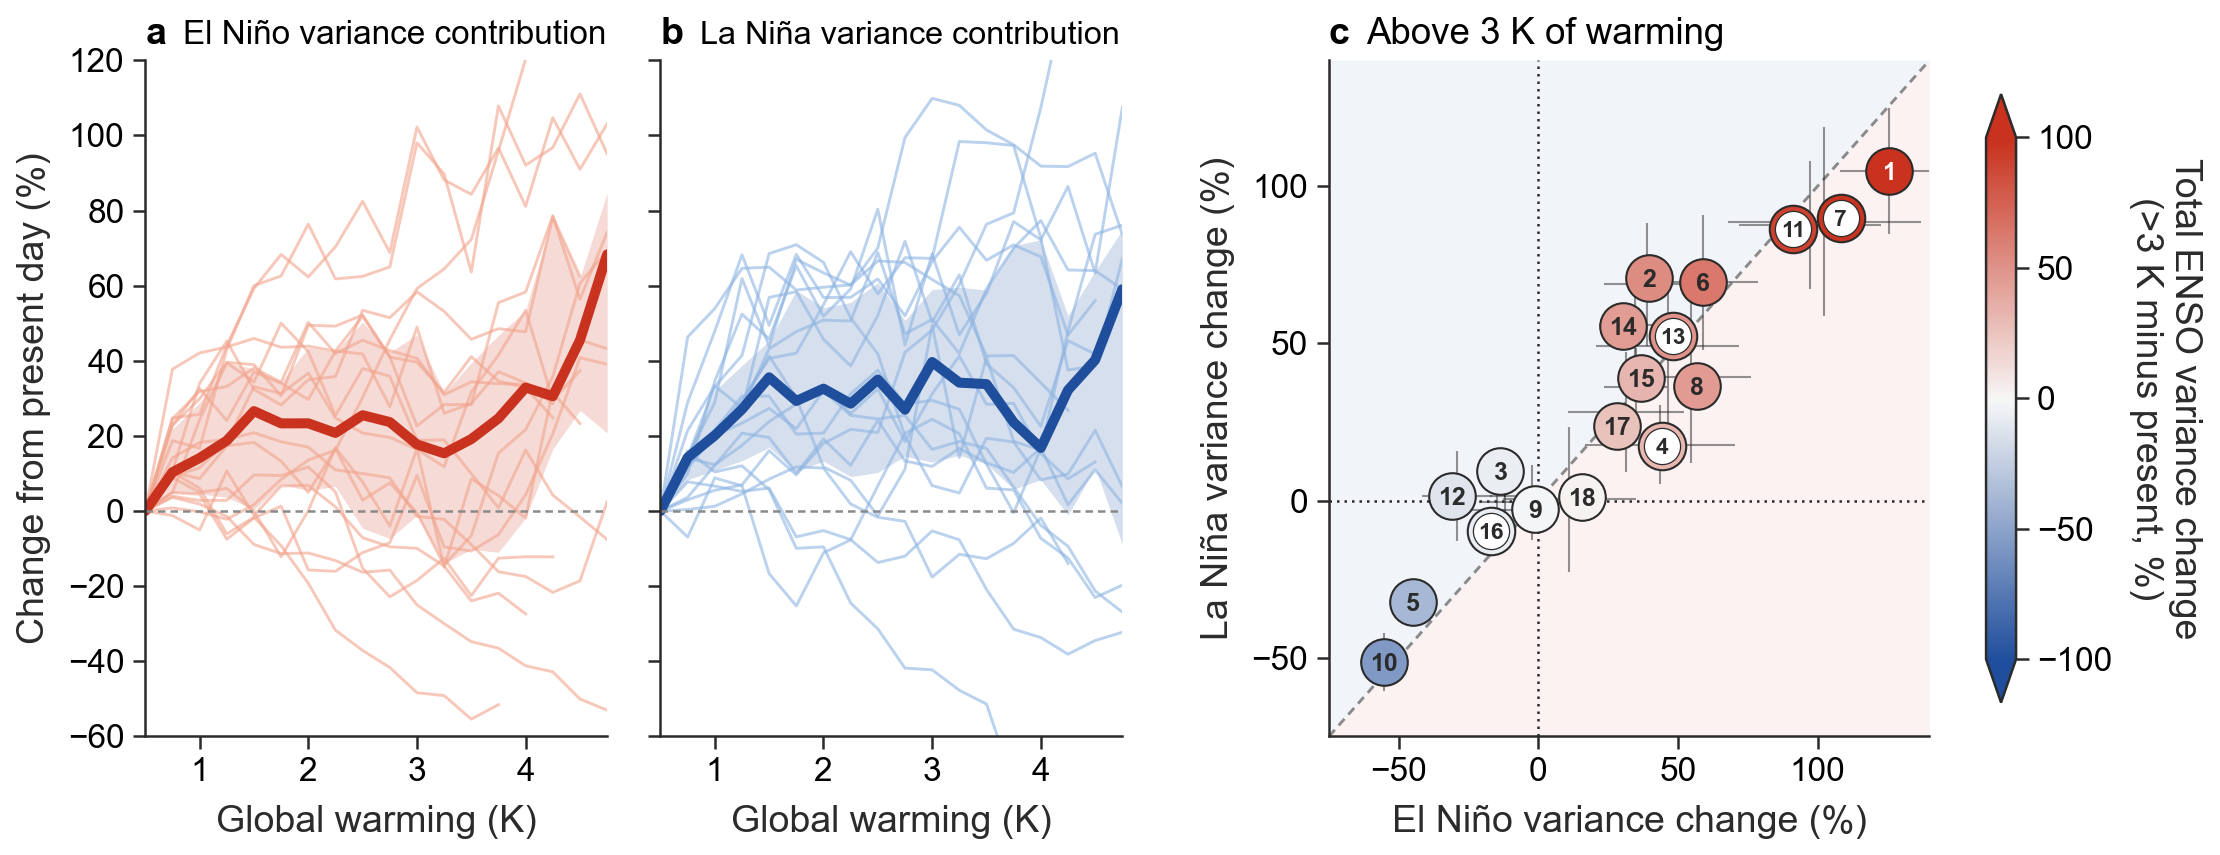 a El Niño variance contribution
b La Niña variance contribution
c Above 3 K of warming
Change from present day (%)
120
100
80
60
40
20
0
−20
−40
−60
1 2 3 4
Global warming (K)
1 2 3 4
Global warming (K)
La Niña variance change (%)
100
50
0
−50
−50 0 50 100
El Niño variance change (%)
1
7
11
2
6
14
13
15
8
17
4
3
12
18
9
16
5
10
100
50
0
−50
−100
Total ENSO variance change
(>3 K minus present, %)